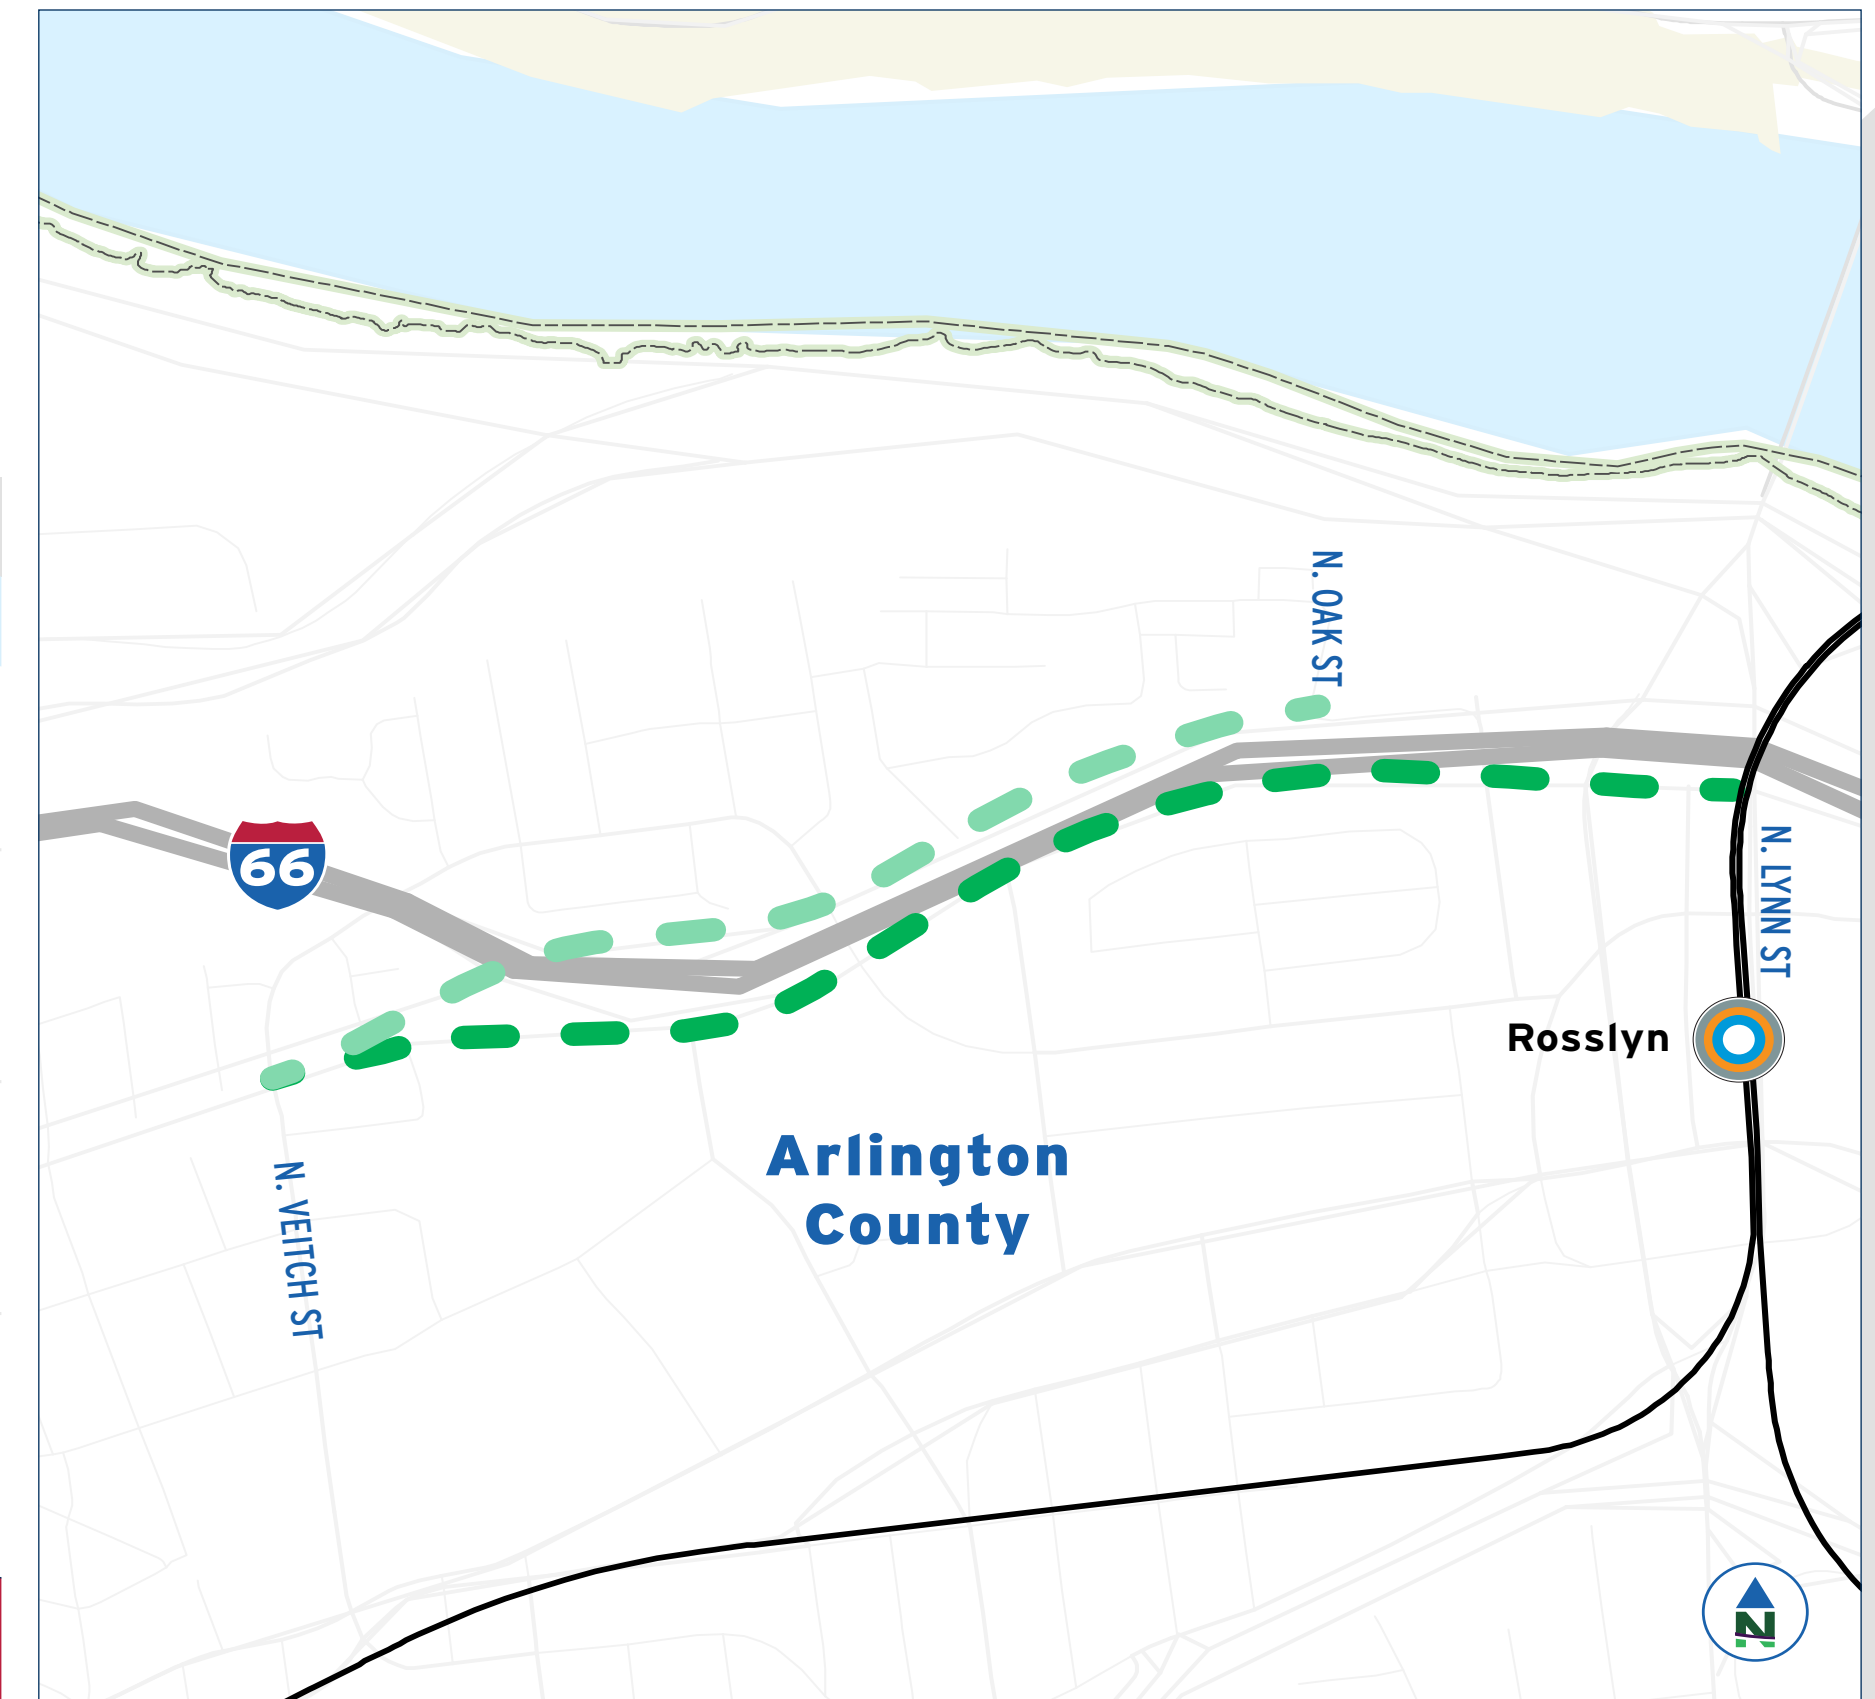 N. OAK ST
66
N. LYNN ST
Rosslyn
Arlington
County
N. VEITCH ST
N